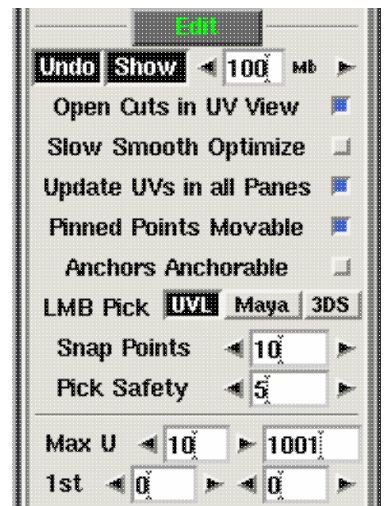 Edit
Undo Show 100 Mb
Open Cuts in UV View
Slow Smooth Optimize
Update UVs in all Panes
Pinned Points Movable
Anchors Anchorable
LMB Pick UVL Maya 3DS
Snap Points 10
Pick Safety 5
Max U 10 1001
1st 0 0